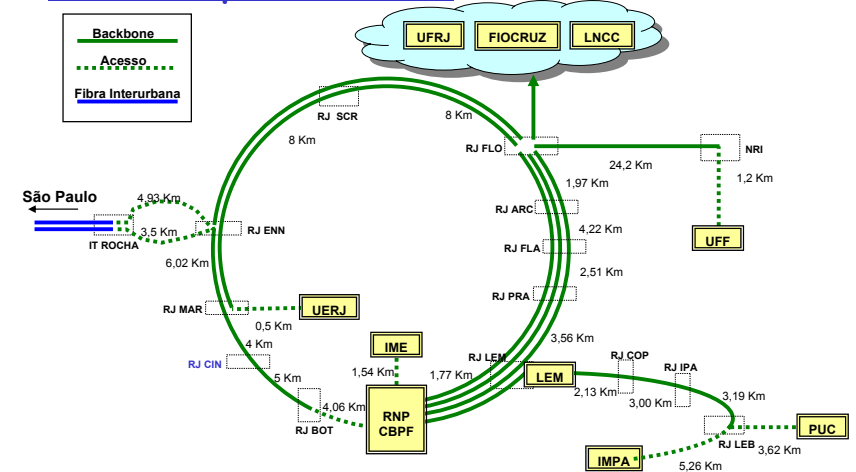 Backbone
Acesso
Fibra Interurbana
UFRJ
FIOCRUZ
LNCC
RJ SCR
8 Km
8 Km
RJ FLO
24,2 Km
NRI
1,2 Km
UFF
1,97 Km
RJ ARC
4,22 Km
RJ FLA
2,51 Km
RJ PRA
3,56 Km
São Paulo
4,93 Km
3,5 Km
IT ROCHA
RJ ENN
6,02 Km
RJ MAR
0,5 Km
UERJ
4 Km
RJ CIN
5 Km
RJ BOT
4,06 Km
IME
1,54 Km
1,77 Km
RNP
CBPF
RJ LEM
LEM
RJ COP
2,13 Km
RJ IPA
3,00 Km
3,19 Km
RJ LEB
3,62 Km
PUC
IMPA
5,26 Km